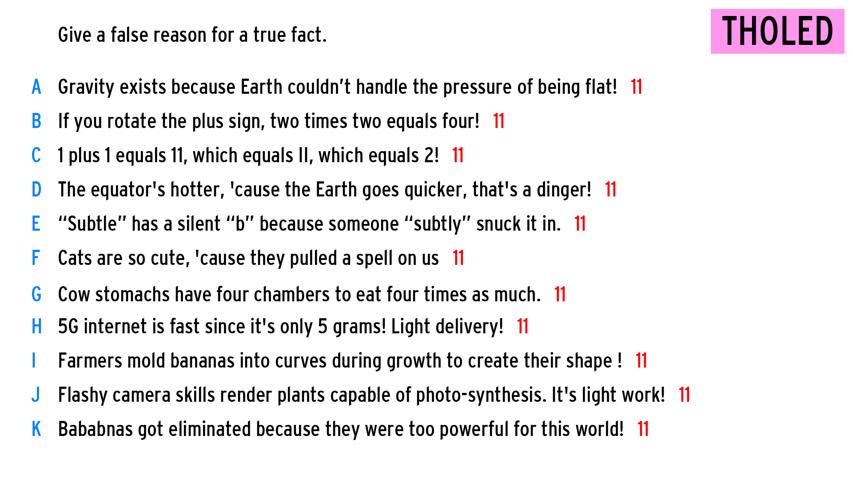 Give a false reason for a true fact.
THOLED
A Gravity exists because Earth couldn't handle the pressure of being flat! 11
B If you rotate the plus sign, two times two equals four! 11
C 1 plus 1 equals 11, which equals II, which equals 2! 11
D The equator's hotter, 'cause the Earth goes quicker, that's a dinger! 11
E “Subtle” has a silent “b” because someone “subtly” snuck it in. 11
F Cats are so cute, 'cause they pulled a spell on us 11
G Cow stomachs have four chambers to eat four times as much. 11
H 5G internet is fast since it's only 5 grams! Light delivery! 11
I Farmers mold bananas into curves during growth to create their shape ! 11
J Flashy camera skills render plants capable of photo-synthesis. It's light work! 11
K Bababnas got eliminated because they were too powerful for this world! 11